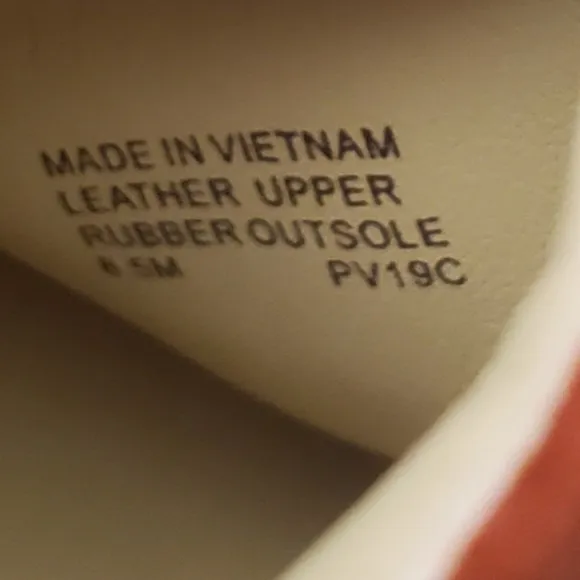 MADE IN VIETNAM
LEATHER UPPER
RUBBER OUTSOLE
PV19C